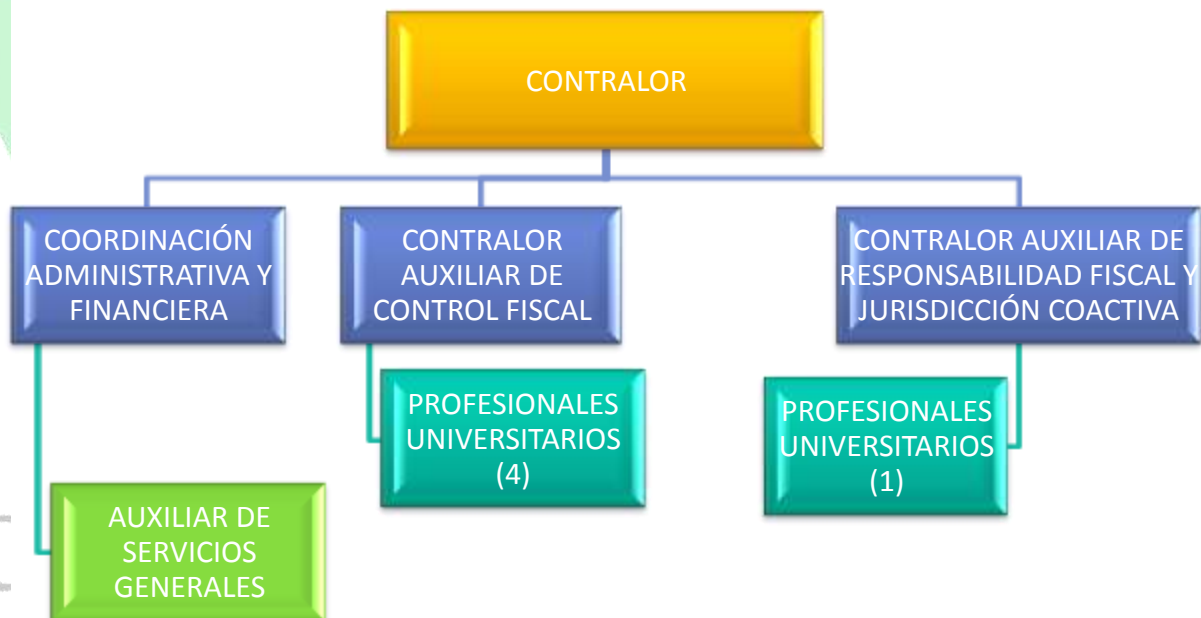 CONTRALOR
COORDINACIÓN
ADMINISTRATIVA Y
FINANCIERA
CONTRALOR
AUXILIAR DE
CONTROL FISCAL
CONTRALOR AUXILIAR DE
RESPONSABILIDAD FISCAL Y
JURISDICCIÓN COACTIVA
PROFESIONALES
UNIVERSITARIOS
(4)
PROFESIONALES
UNIVERSITARIOS
(1)
AUXILIAR DE
SERVICIOS
GENERALES